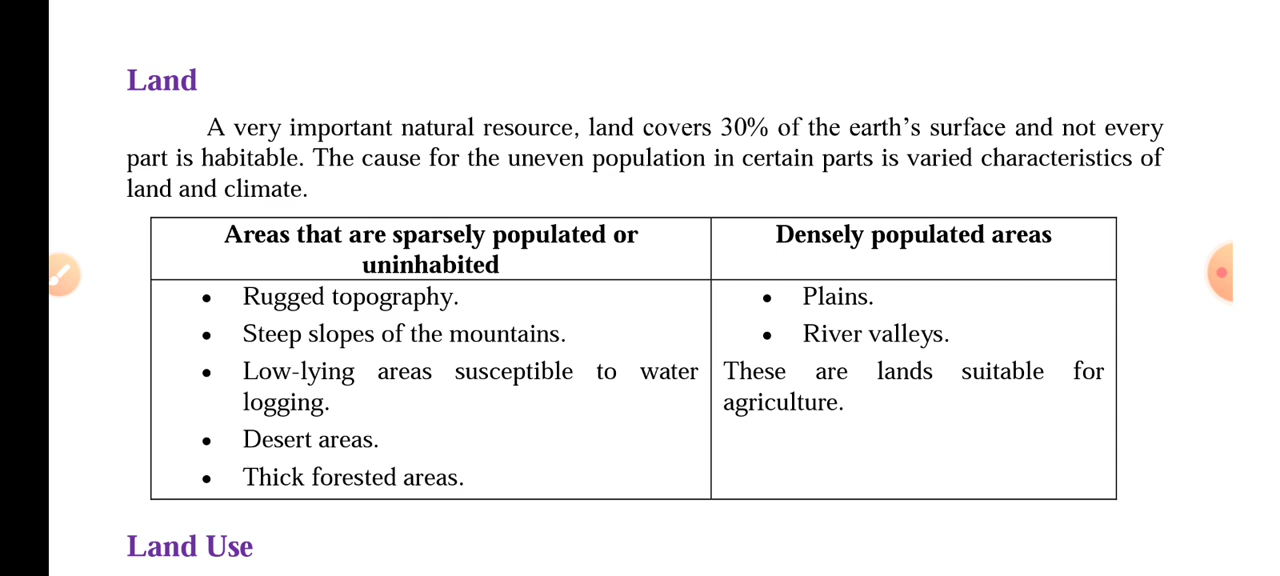 Land
A very important natural resource, land covers 30% of the earth’s surface and not every
part is habitable. The cause for the uneven population in certain parts is varied characteristics of
land and climate.
Areas that are sparsely populated or
uninhabited
• Rugged topography.
• Steep slopes of the mountains.
• Low-lying areas susceptible to water
logging.
• Desert areas.
• Thick forested areas.
Densely populated areas
• Plains.
• River valleys.
These are lands suitable for
agriculture.
Land Use